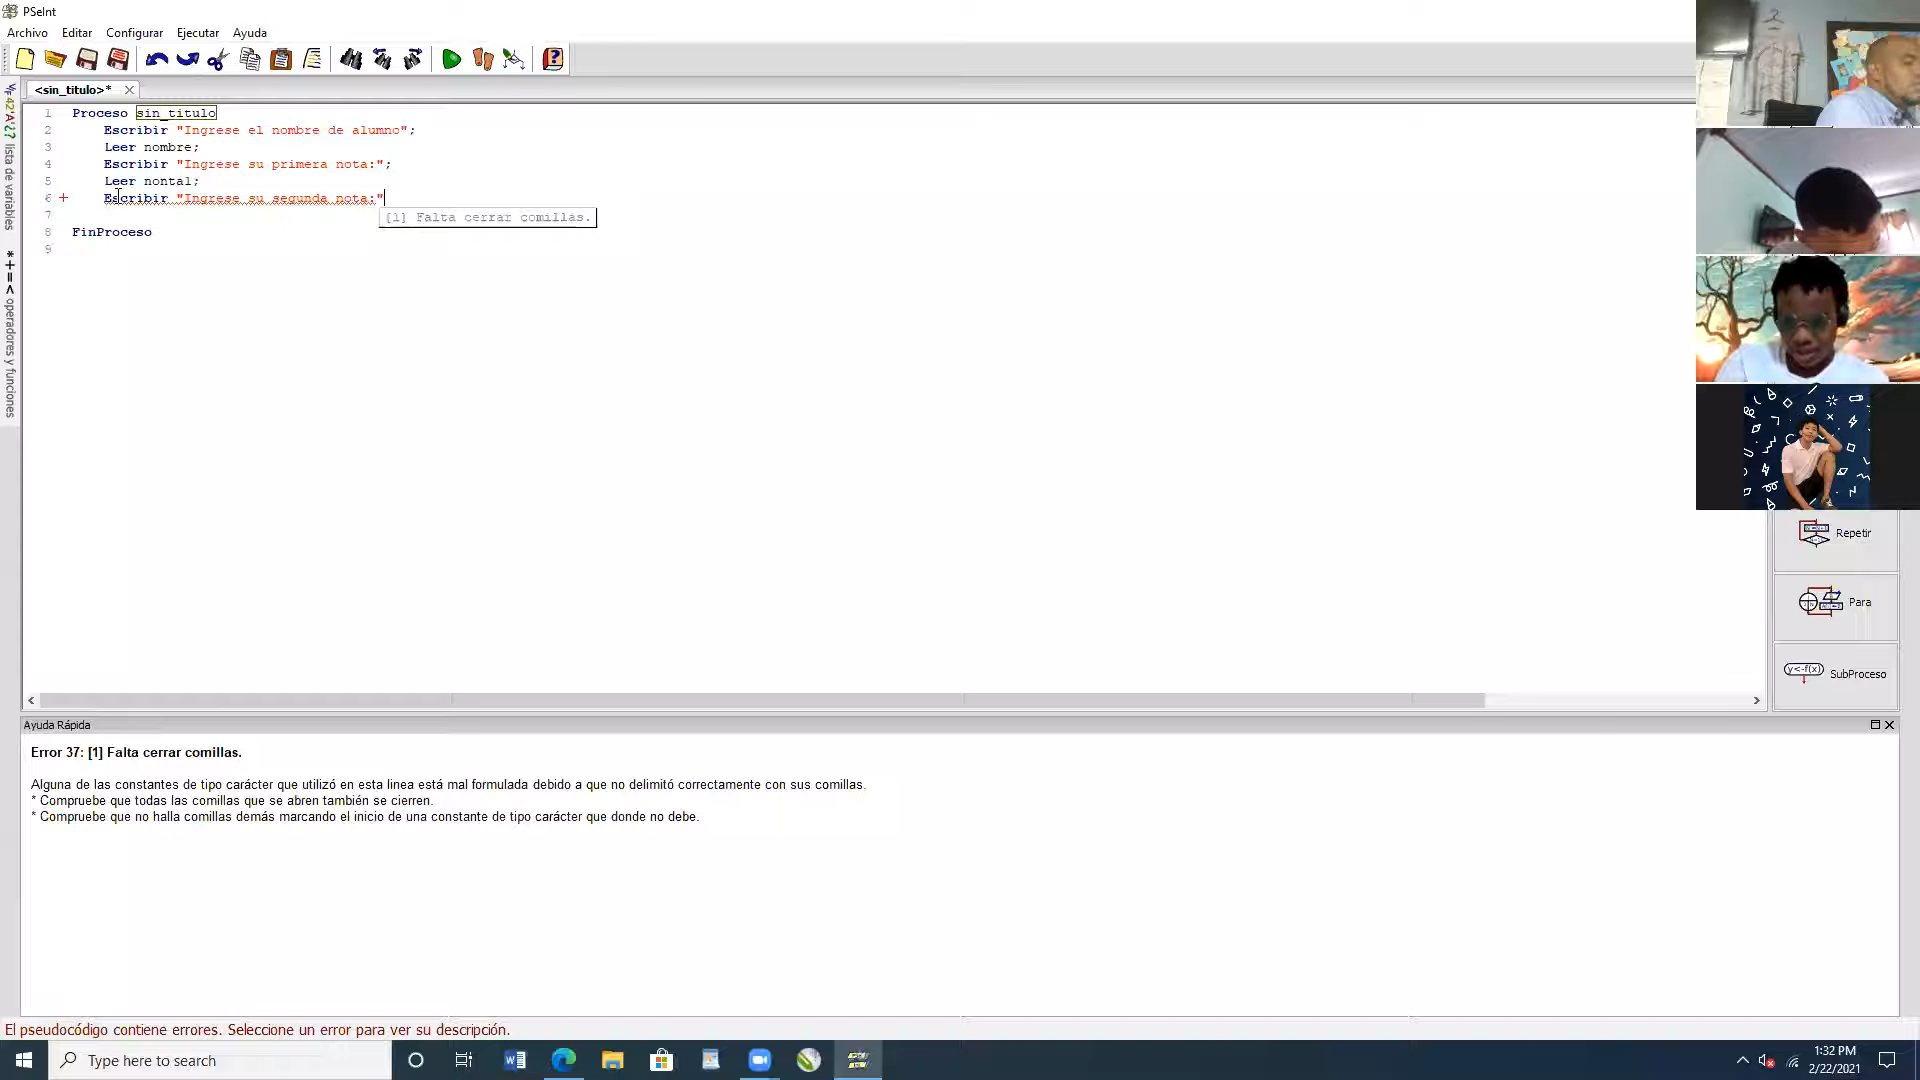 PSeInt
Archivo Editar Configurar Ejecutar Ayuda
<sin_titulo>* ×
1 Proceso sin_titulo
2 Escribir "Ingrese el nombre de alumno";
3 Leer nombre;
4 Escribir "Ingrese su primera nota:";
5 Leer nontal;
6 Escribir "Ingrese su segunda nota:"
[1] Falta cerrar comillas.
7
8 FinProceso
9
lista de variables
*+=< operadores y funciones
Repetir
Para
y<-f(x) SubProceso
Ayuda Rápida
Error 37: [1] Falta cerrar comillas.
Alguna de las constantes de tipo carácter que utilizó en esta linea está mal formulada debido a que no delimitó correctamente con sus comillas.
* Compruebe que todas las comillas que se abren también se cierren.
* Compruebe que no halla comillas demás marcando el inicio de una constante de tipo carácter que donde no debe.
El pseudocódigo contiene errores. Seleccione un error para ver su descripción.
Type here to search
1:32 PM
2/22/2021